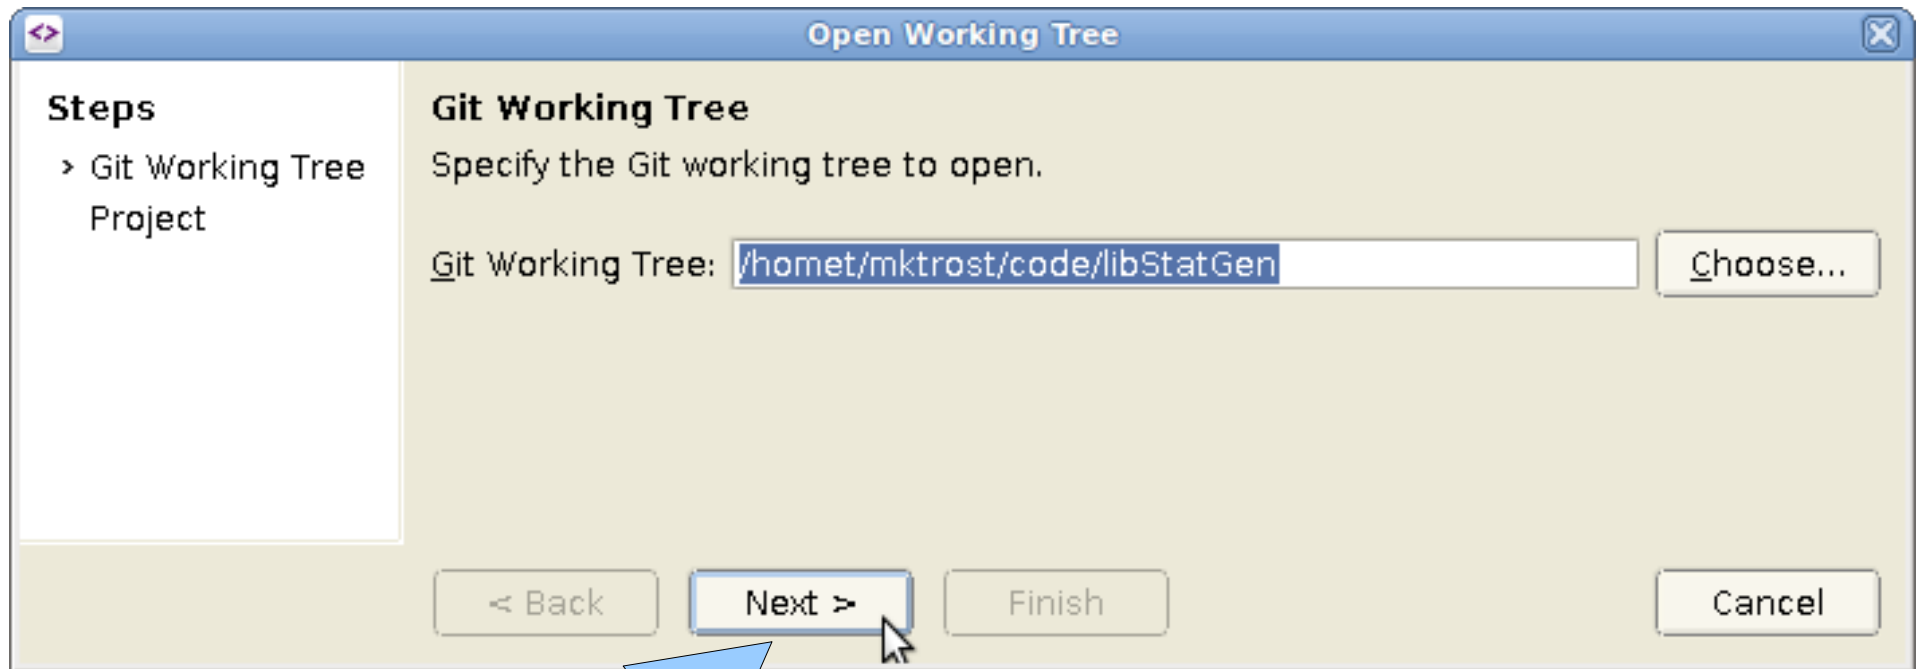 Open Working Tree
Steps
> Git Working Tree
Project
Git Working Tree
Specify the Git working tree to open.
Git Working Tree: /homet/mktrost/code/libStatGen Choose...
< Back Next > Finish Cancel